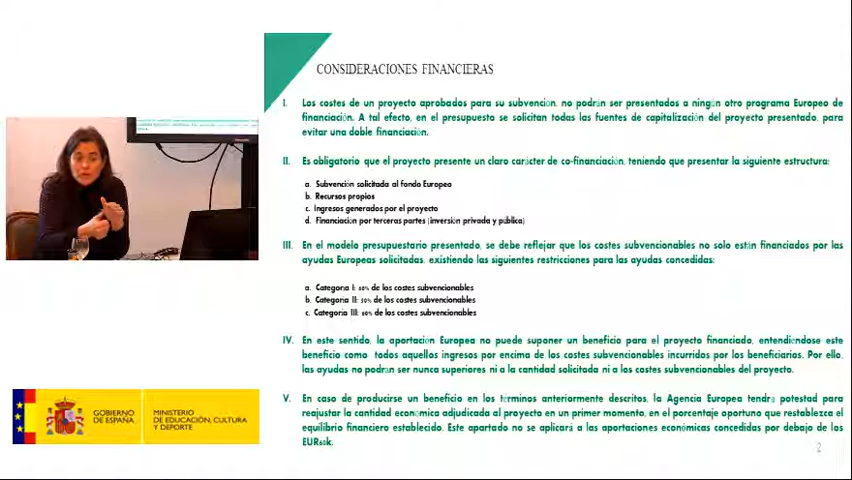 CONSIDERACIONES FINANCIERAS
I. Los costes de un proyecto aprobados para su subvención, no podrán ser presentados a ningún otro programa Europeo de
financiación. A tal efecto, en el presupuesto se solicitan todas las fuentes de capitalización del proyecto presentado, para
evitar una doble financiación.
II. Es obligatorio que el proyecto presente un claro carácter de co-financiación, teniendo que presentar la siguiente estructura:
a. Subvención solicitada al fondo Europea
b. Recursos propios
c. Ingresos generados por el proyecto
d. Financiación por terceras partes (inversión privada y pública)
III. En el modelo presupuestario presentado, se debe reflejar que los costes subvencionables no solo están financiados por las
ayudas Europeas solicitadas, existiendo las siguientes restricciones para las ayudas concedidas:
a. Categoría I: 60% de los costes subvencionables
b. Categoría II: 50% de los costes subvencionables
c. Categoría III: 60% de los costes subvencionables
IV. En este sentido, la aportación Europea no puede suponer un beneficio para el proyecto financiado, entendiéndose este
beneficio como todos aquellos ingresos por encima de los costes subvencionables incurridos por los beneficiarios. Por ello,
las ayudas no podrán ser nunca superiores ni a la cantidad solicitada ni a los costes subvencionables del proyecto.
V. En caso de producirse un beneficio en los términos anteriormente descritos, la Agencia Europea tendrá potestad para
reajustar la cantidad económica adjudicada al proyecto en un primer momento, en el porcentaje oportuno que restablezca el
equilibrio financiero establecido. Este apartado no se aplicará a las aportaciones económicas concedidas por debajo de los
EUR60k.
2
GOBIERNO
DE ESPAÑA
MINISTERIO
DE EDUCACIÓN, CULTURA
Y DEPORTE